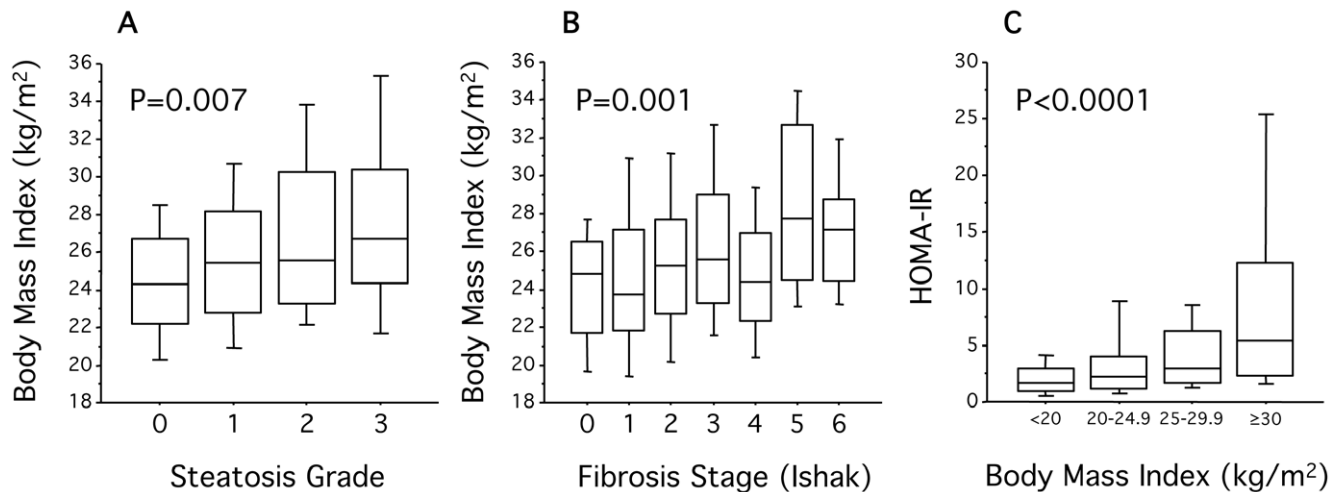 A
Body Mass Index (kg/m²)
36
34
32
30
28
26
24
22
20
18
P=0.007
0 1 2 3
Steatosis Grade
B
Body Mass Index (kg/m²)
36
34
32
30
28
26
24
22
20
18
P=0.001
0 1 2 3 4 5 6
Fibrosis Stage (Ishak)
C
HOMA-IR
30
25
20
15
10
5
0
P<0.0001
<20 20-24.9 25-29.9 ≥30
Body Mass Index (kg/m²)